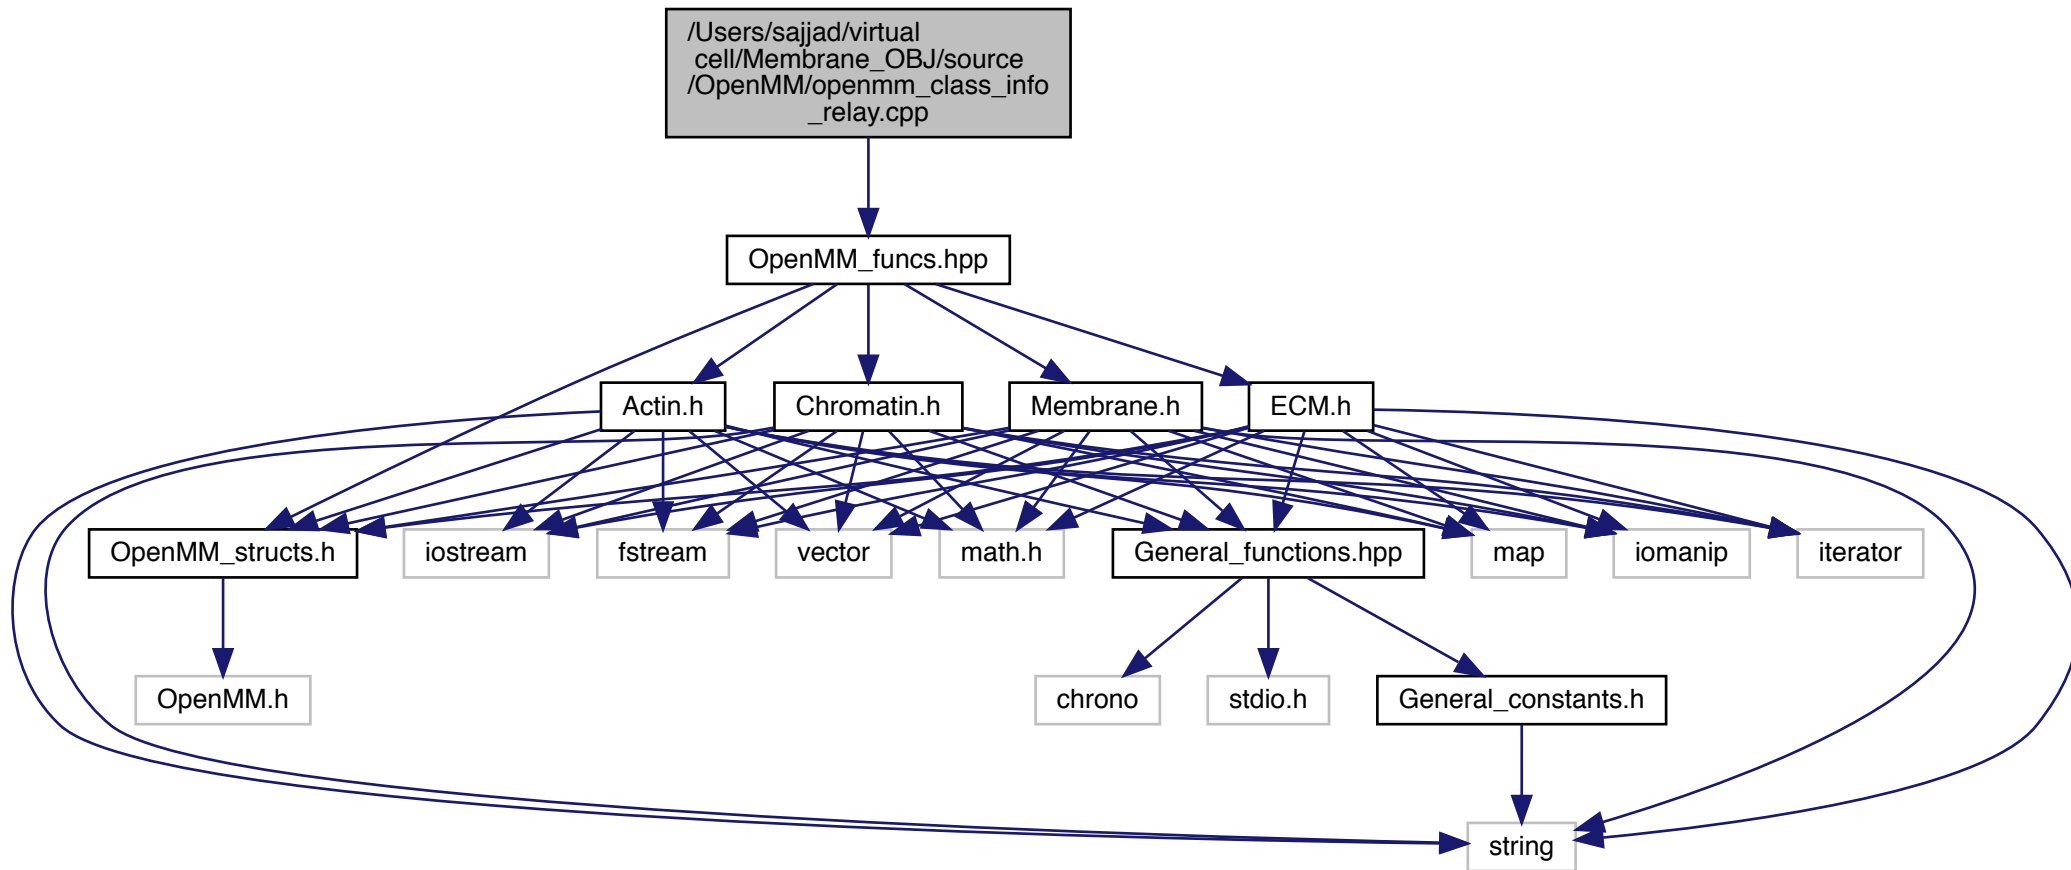 /Users/sajjad/virtual
cell/Membrane_OBJ/source
/OpenMM/openmm_class_info
_relay.cpp
OpenMM_funcs.hpp
Actin.h
Chromatin.h
Membrane.h
ECM.h
OpenMM_structs.h
iostream
fstream
vector
math.h
General_functions.hpp
map
iomanip
iterator
OpenMM.h
chrono
stdio.h
General_constants.h
string